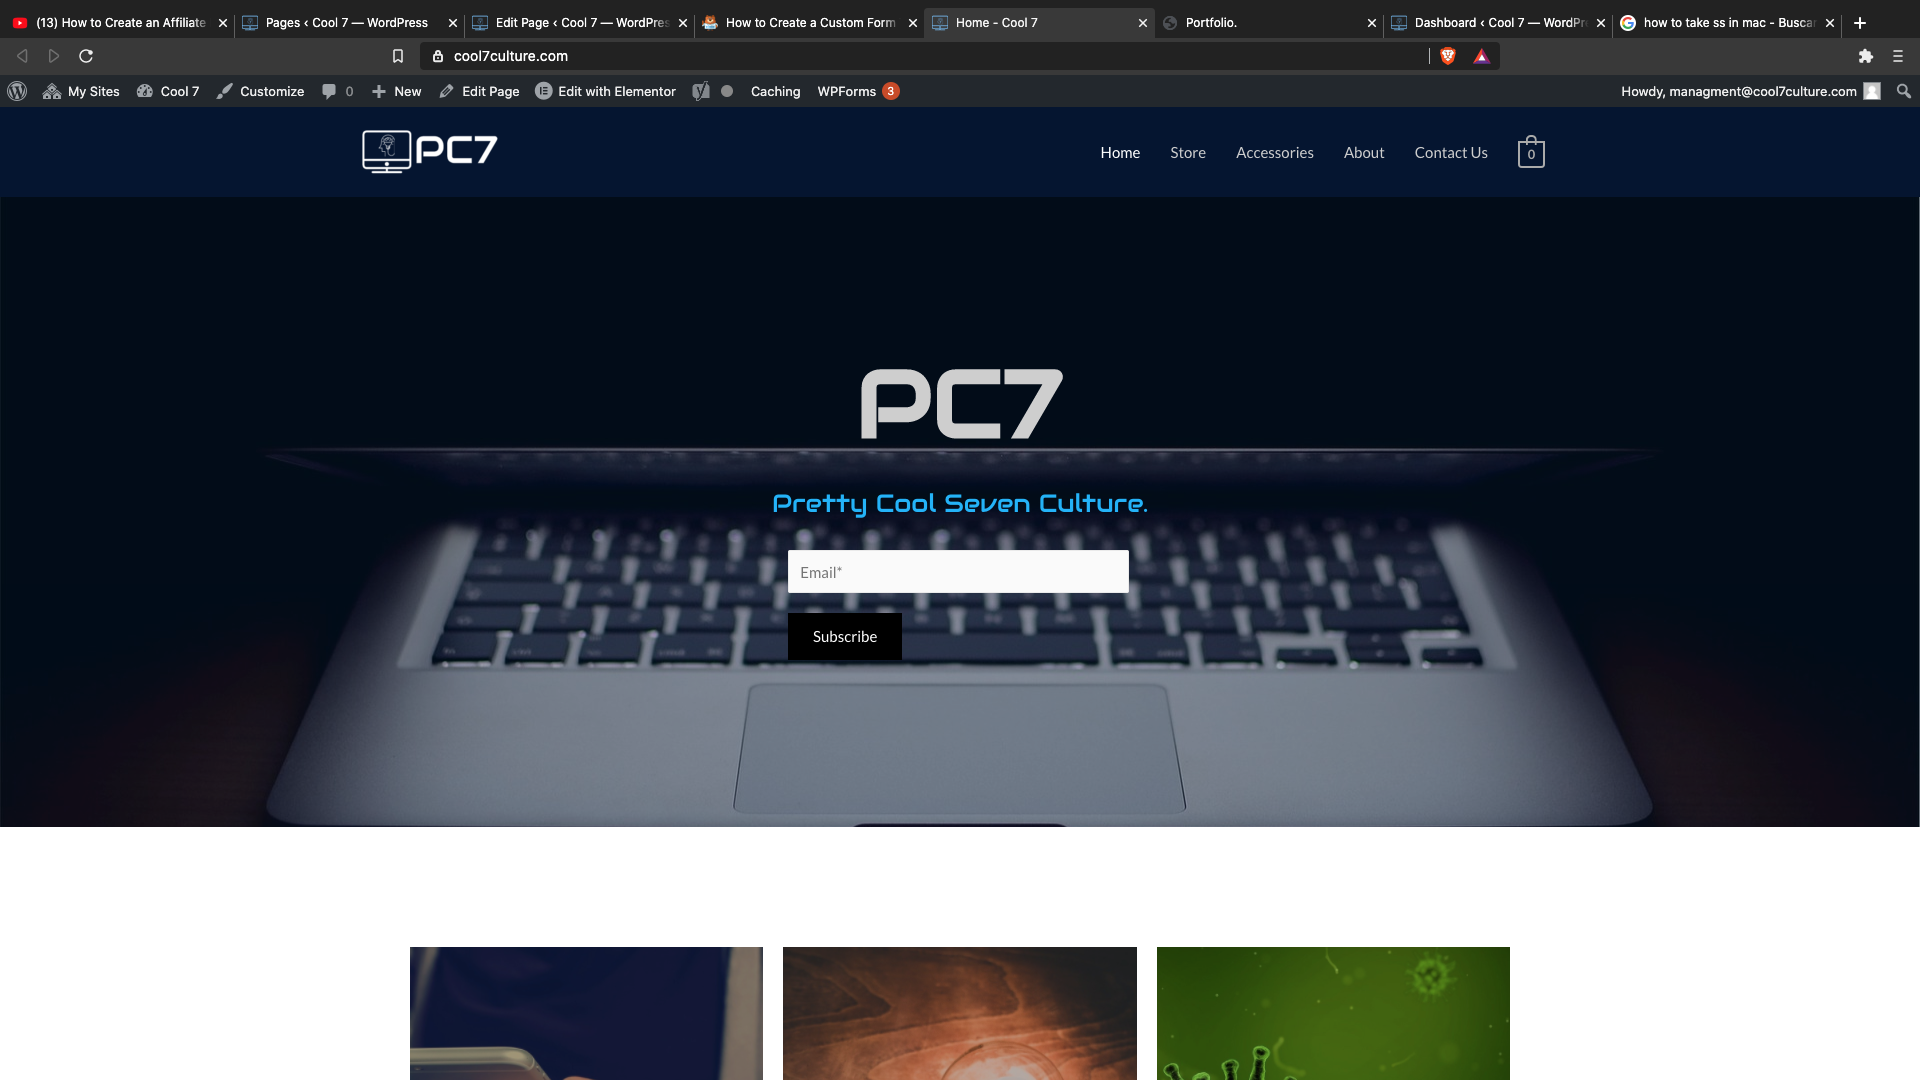 (13) How to Create an Affiliate
Pages ‹ Cool 7 — WordPress
Edit Page ‹ Cool 7 — WordPres
How to Create a Custom Form
Home - Cool 7
Portfolio.
Dashboard ‹ Cool 7 — WordPr
how to take ss in mac - Buscar
cool7culture.com
My Sites
Cool 7
Customize
0
New
Edit Page
Edit with Elementor
Caching
WPForms 3
Howdy, managment@cool7culture.com
PC7
Home
Store
Accessories
About
Contact Us
0
PC7
Pretty Cool Seven Culture.
Email*
Subscribe